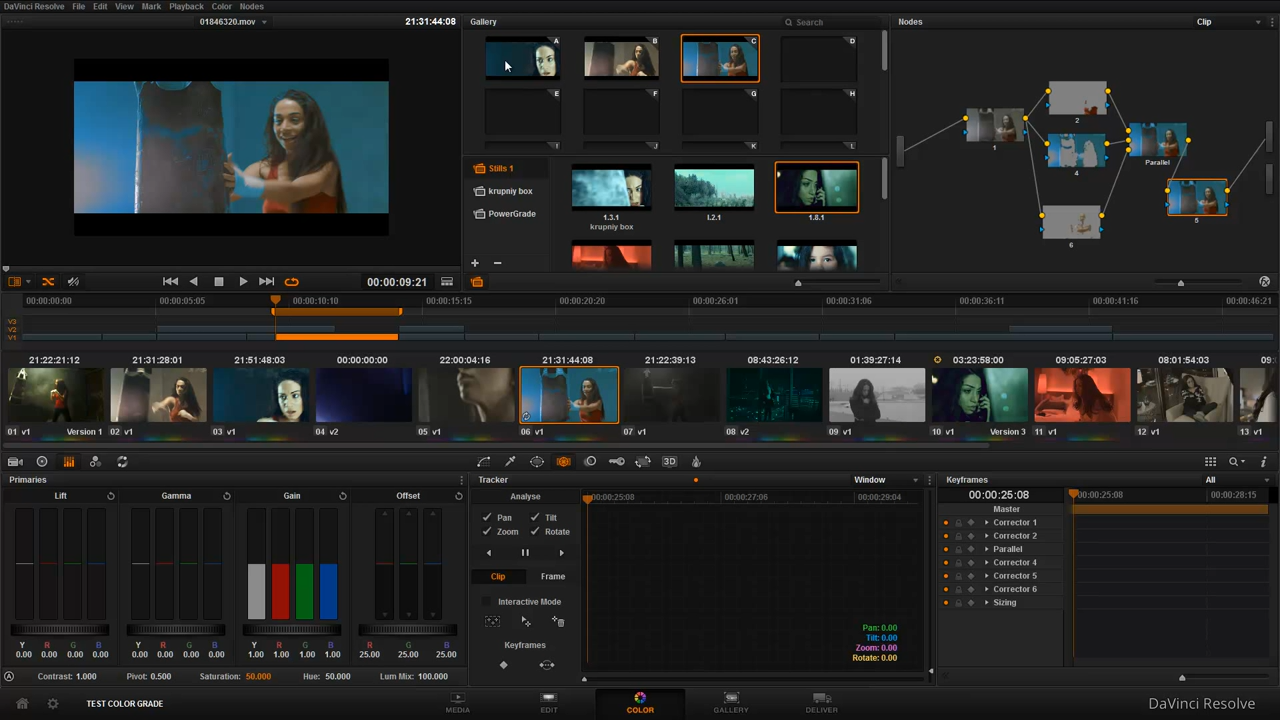 DaVinci Resolve File Edit View Mark Playback Color Nodes
01846320.mov 21:31:44:08 Gallery Search Nodes Clip
A B C D
E F G H
I J K L
Stills 1
krupniy box
PowerGrade
1.3.1 1.2.1 1.8.1
krupniy box
1 2 4 6 Parallel 5
00:00:09:21
00:00:00:00 00:00:05:05 00:00:10:10 00:00:15:15 00:00:20:20 00:00:26:01 00:00:31:06 00:00:36:11 00:00:41:16 00:00:46:21
V3
V2
V1
21:22:21:12 21:31:28:01 21:51:48:03 00:00:00:00 22:00:04:16 21:31:44:08 21:22:39:13 08:43:26:12 01:39:27:14 03:23:58:00 09:05:27:03 08:01:54:03
01 v1 Version 1 02 v1 03 v1 04 v2 05 v1 06 v1 07 v1 08 v2 09 v1 10 v1 Version 3 11 v1 12 v1 13 v1
3D
Primaries Tracker Window Keyframes All
Lift Gamma Gain Offset Analyse 00:00:25:08 00:00:27:06 00:00:29:04 00:00:25:08 00:00:25:08 00:00:28:15
Master
Pan Tilt Corrector 1
Zoom Rotate Corrector 2
Parallel
Corrector 4
Clip Frame Corrector 5
Corrector 6
Interactive Mode Sizing
Pan: 0.00
Tilt: 0.00
Keyframes Zoom: 0.00
Rotate: 0.00
Y R G B Y R G B Y R G B R G B
0.00 0.00 0.00 0.00 0.00 0.00 0.00 0.00 1.00 1.00 1.00 1.00 25.00 25.00 25.00
A Contrast: 1.000 Pivot: 0.500 Saturation: 50.000 Hue: 50.000 Lum Mix: 100.000
TEST COLOR GRADE MEDIA EDIT COLOR GALLERY DELIVER DaVinci Resolve